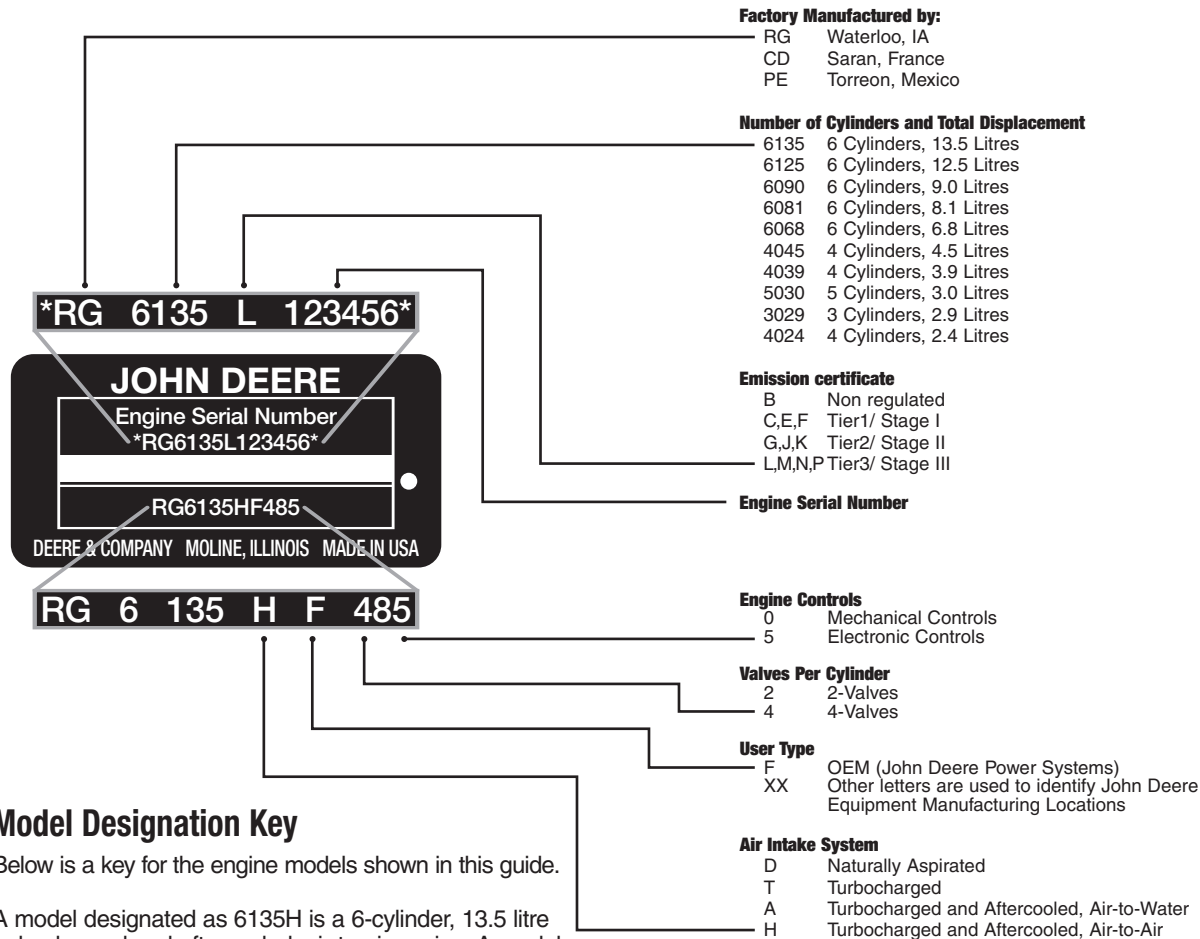 Factory Manufactured by:
RG Waterloo, IA
CD Saran, France
PE Torreon, Mexico
Number of Cylinders and Total Displacement
6135 6 Cylinders, 13.5 Litres
6125 6 Cylinders, 12.5 Litres
6090 6 Cylinders, 9.0 Litres
6081 6 Cylinders, 8.1 Litres
6068 6 Cylinders, 6.8 Litres
4045 4 Cylinders, 4.5 Litres
4039 4 Cylinders, 3.9 Litres
5030 5 Cylinders, 3.0 Litres
3029 3 Cylinders, 2.9 Litres
4024 4 Cylinders, 2.4 Litres
Emission certificate
B Non regulated
C,E,F Tier1/ Stage I
G,J,K Tier2/ Stage II
L,M,N,P Tier3/ Stage III
Engine Serial Number
*RG 6135 L 123456*
JOHN DEERE
Engine Serial Number
*RG6135L123456*
RG6135HF485
DEERE & COMPANY MOLINE, ILLINOIS MADE IN USA
RG 6 135 H F 485
Engine Controls
0 Mechanical Controls
5 Electronic Controls
Valves Per Cylinder
2 2-Valves
4 4-Valves
User Type
F OEM (John Deere Power Systems)
XX Other letters are used to identify John Deere
Equipment Manufacturing Locations
Air Intake System
D Naturally Aspirated
T Turbocharged
A Turbocharged and Aftercooled, Air-to-Water
H Turbocharged and Aftercooled, Air-to-Air
Model Designation Key
Below is a key for the engine models shown in this guide.
A model designated as 6135H is a 6-cylinder, 13.5 litre